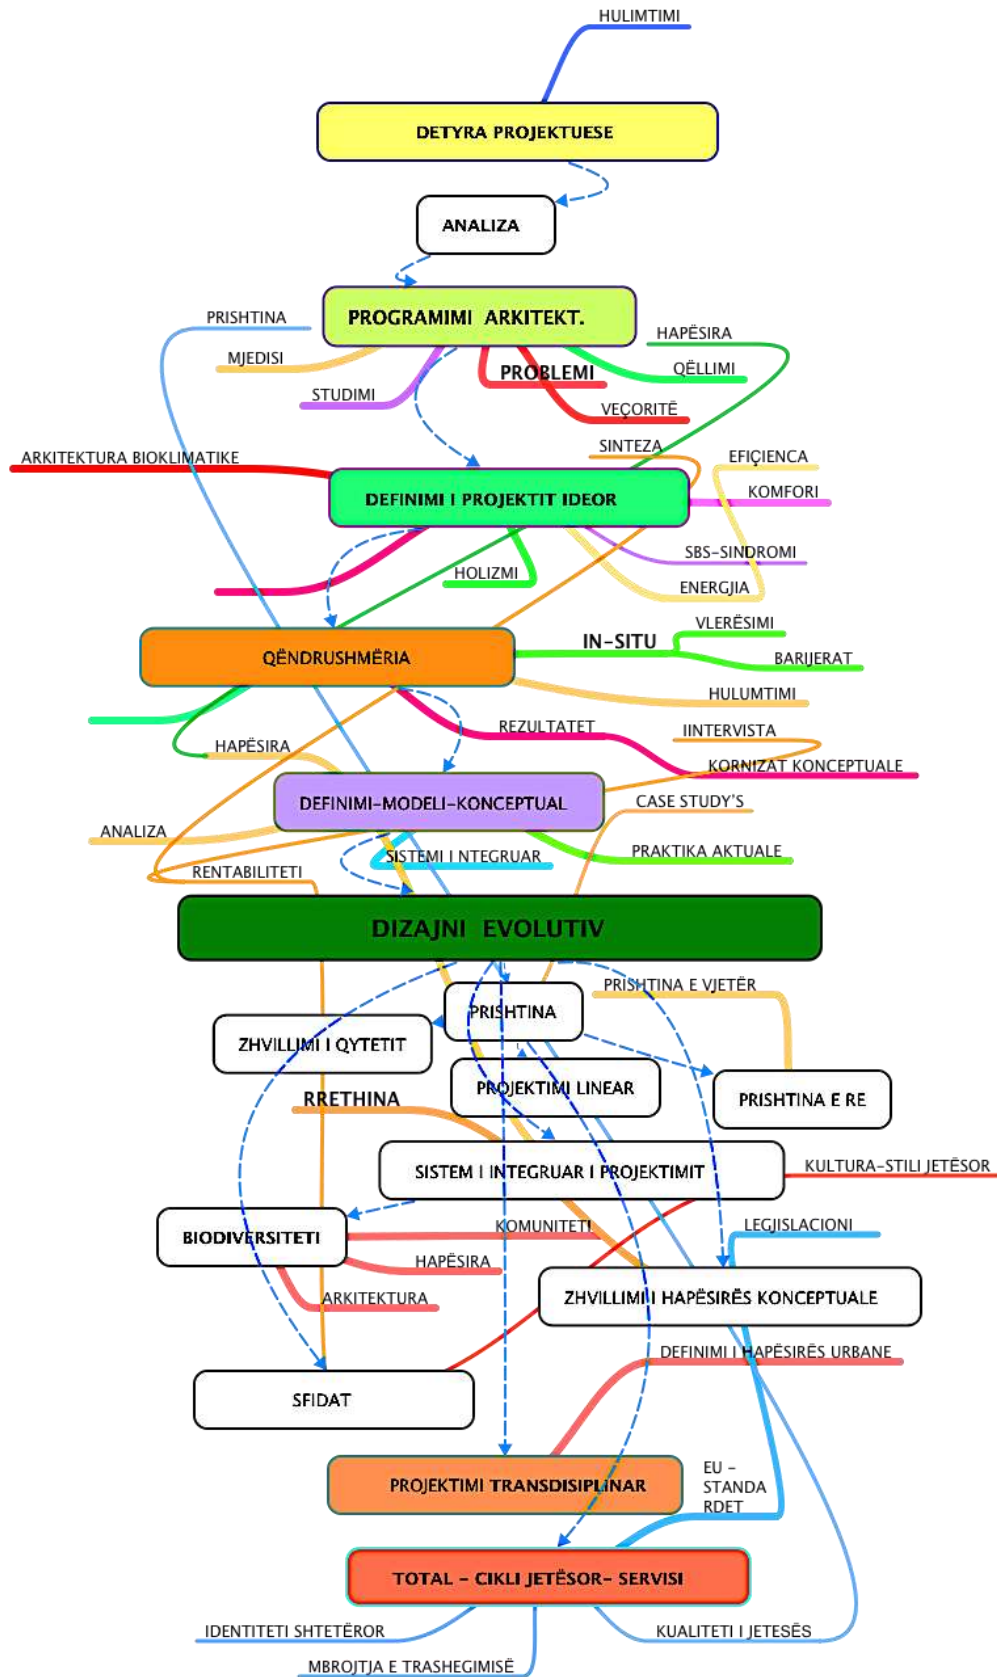 HULIMTIMI
DETYRA PROJEKTUESE
ANALIZA
PROGRAMIMI ARKITEKT.
PRISHTINA
HAPËSIRA
MJEDISI
PROBLEMI
QËLLIMI
STUDIMI
VEÇORITË
SINTEZA
ARKITEKTURA BIOKLIMATIKE
EFIÇIENCA
DEFINIMI I PROJEKTIT IDEOR
KOMFORI
SBS-SINDROMI
HOLIZMI
ENERGJIA
VLERËSIMI
IN-SITU
QËNDRUSHMËRIA
BARIJERAT
HULUMTIMI
REZULTATET
IINTERVISTA
HAPËSIRA
KORNIZAT KONCEPTUALE
DEFINIMI-MODELI-KONCEPTUAL
CASE STUDY'S
ANALIZA
SISTEMI I NTEGRUAR
PRAKTIKA AKTUALE
RENTABILITETI
DIZAJNI EVOLUTIV
PRISHTINA E VJETËR
PRISHTINA
ZHVILLIMI I QYTETIT
PROJEKTIMI LINEAR
PRISHTINA E RE
RRETHINA
SISTEM I INTEGRUAR I PROJEKTIMIT
KULTURA-STILI JETËSOR
KOMUNITETI
LEGJISLACIONI
BIODIVERSITETI
HAPËSIRA
ARKITEKTURA
ZHVILLIMI I HAPËSIRËS KONCEPTUALE
DEFINIMI I HAPËSIRËS URBANE
SFIDAT
EU -
STANDA
RDET
PROJEKTIMI TRANSDISIPLINAR
TOTAL - CIKLI JETËSOR- SERVISI
IDENTITETI SHTETËROR
KUALITETI I JETESËS
MBROJTJA E TRASHEGIMISË